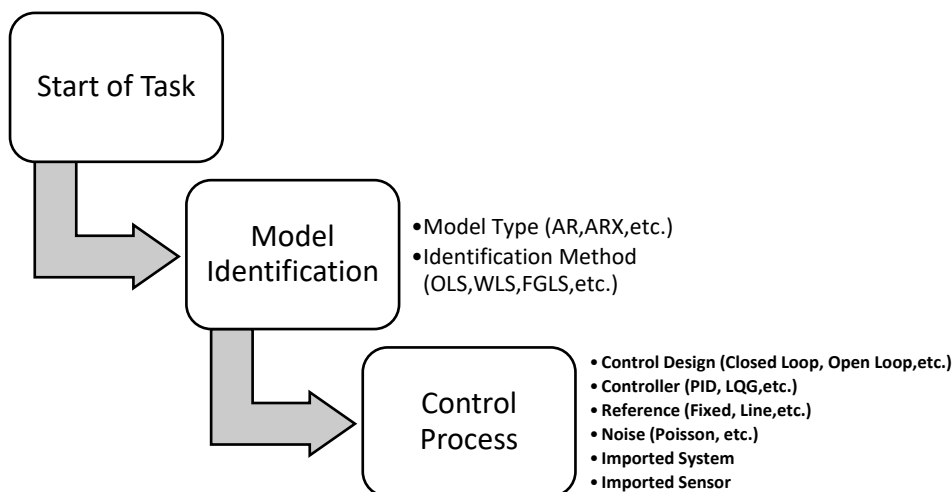 Start of Task
Model
Identification
•Model Type (AR,ARX,etc.)
•Identification Method
(OLS,WLS,FGLS,etc.)
Control
Process
• Control Design (Closed Loop, Open Loop,etc.)
• Controller (PID, LQG,etc.)
• Reference (Fixed, Line,etc.)
• Noise (Poisson, etc.)
• Imported System
• Imported Sensor